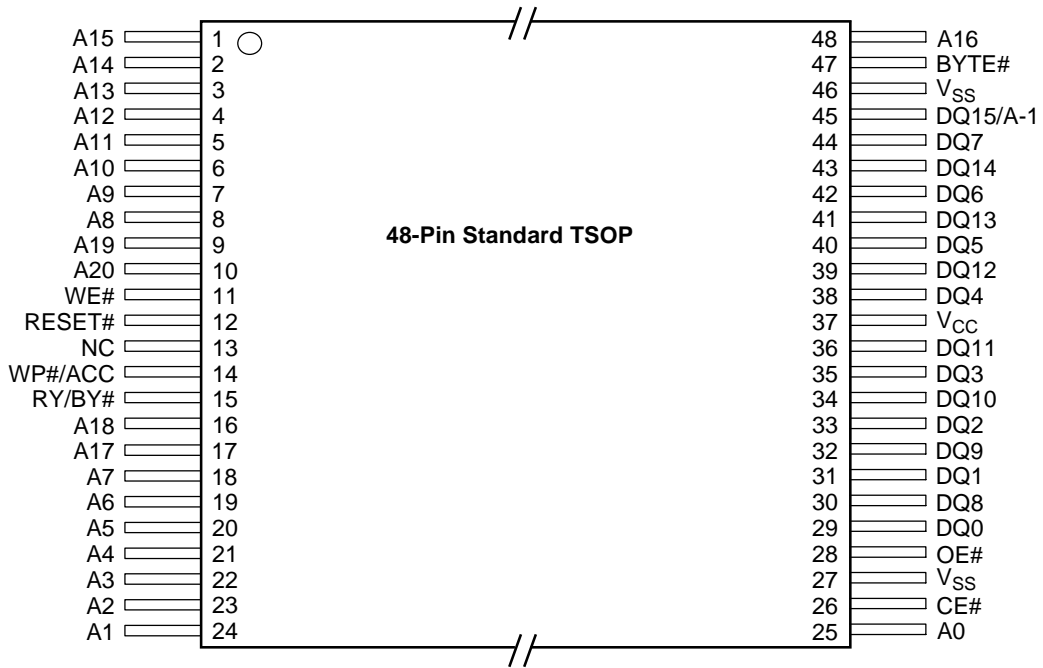 A15 1 48 A16
A14 2 47 BYTE#
A13 3 46 VSS
A12 4 45 DQ15/A-1
A11 5 44 DQ7
A10 6 43 DQ14
A9 7 42 DQ6
A8 8 41 DQ13
48-Pin Standard TSOP
A19 9 40 DQ5
A20 10 39 DQ12
WE# 11 38 DQ4
RESET# 12 37 VCC
NC 13 36 DQ11
WP#/ACC 14 35 DQ3
RY/BY# 15 34 DQ10
A18 16 33 DQ2
A17 17 32 DQ9
A7 18 31 DQ1
A6 19 30 DQ8
A5 20 29 DQ0
A4 21 28 OE#
A3 22 27 VSS
A2 23 26 CE#
A1 24 25 A0